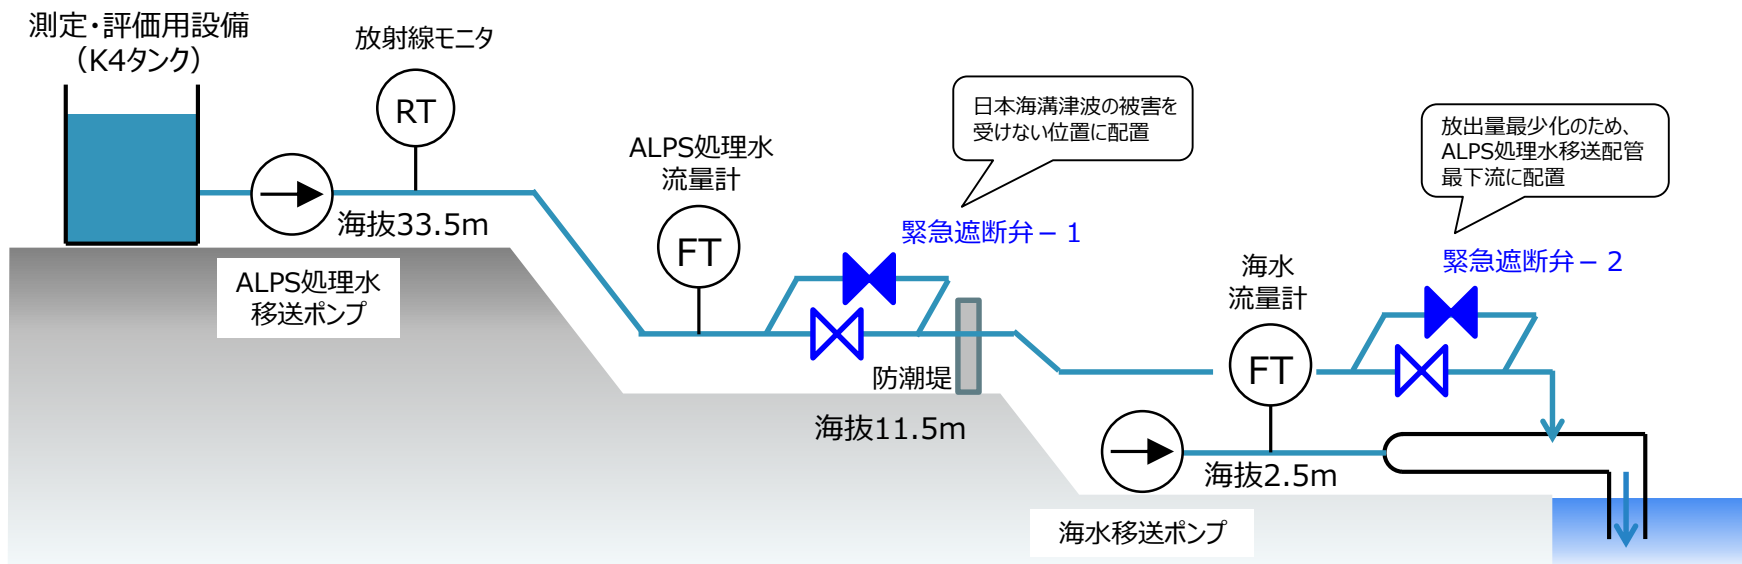 測定・評価用設備
（K4タンク）
放射線モニタ
RT
海抜33.5m
ALPS処理水
移送ポンプ
ALPS処理水
流量計
FT
日本海溝津波の被害を
受けない位置に配置
緊急遮断弁－1
防潮堤
海抜11.5m
放出量最少化のため、
ALPS処理水移送配管
最下流に配置
緊急遮断弁－2
海水
流量計
FT
海抜2.5m
海水移送ポンプ